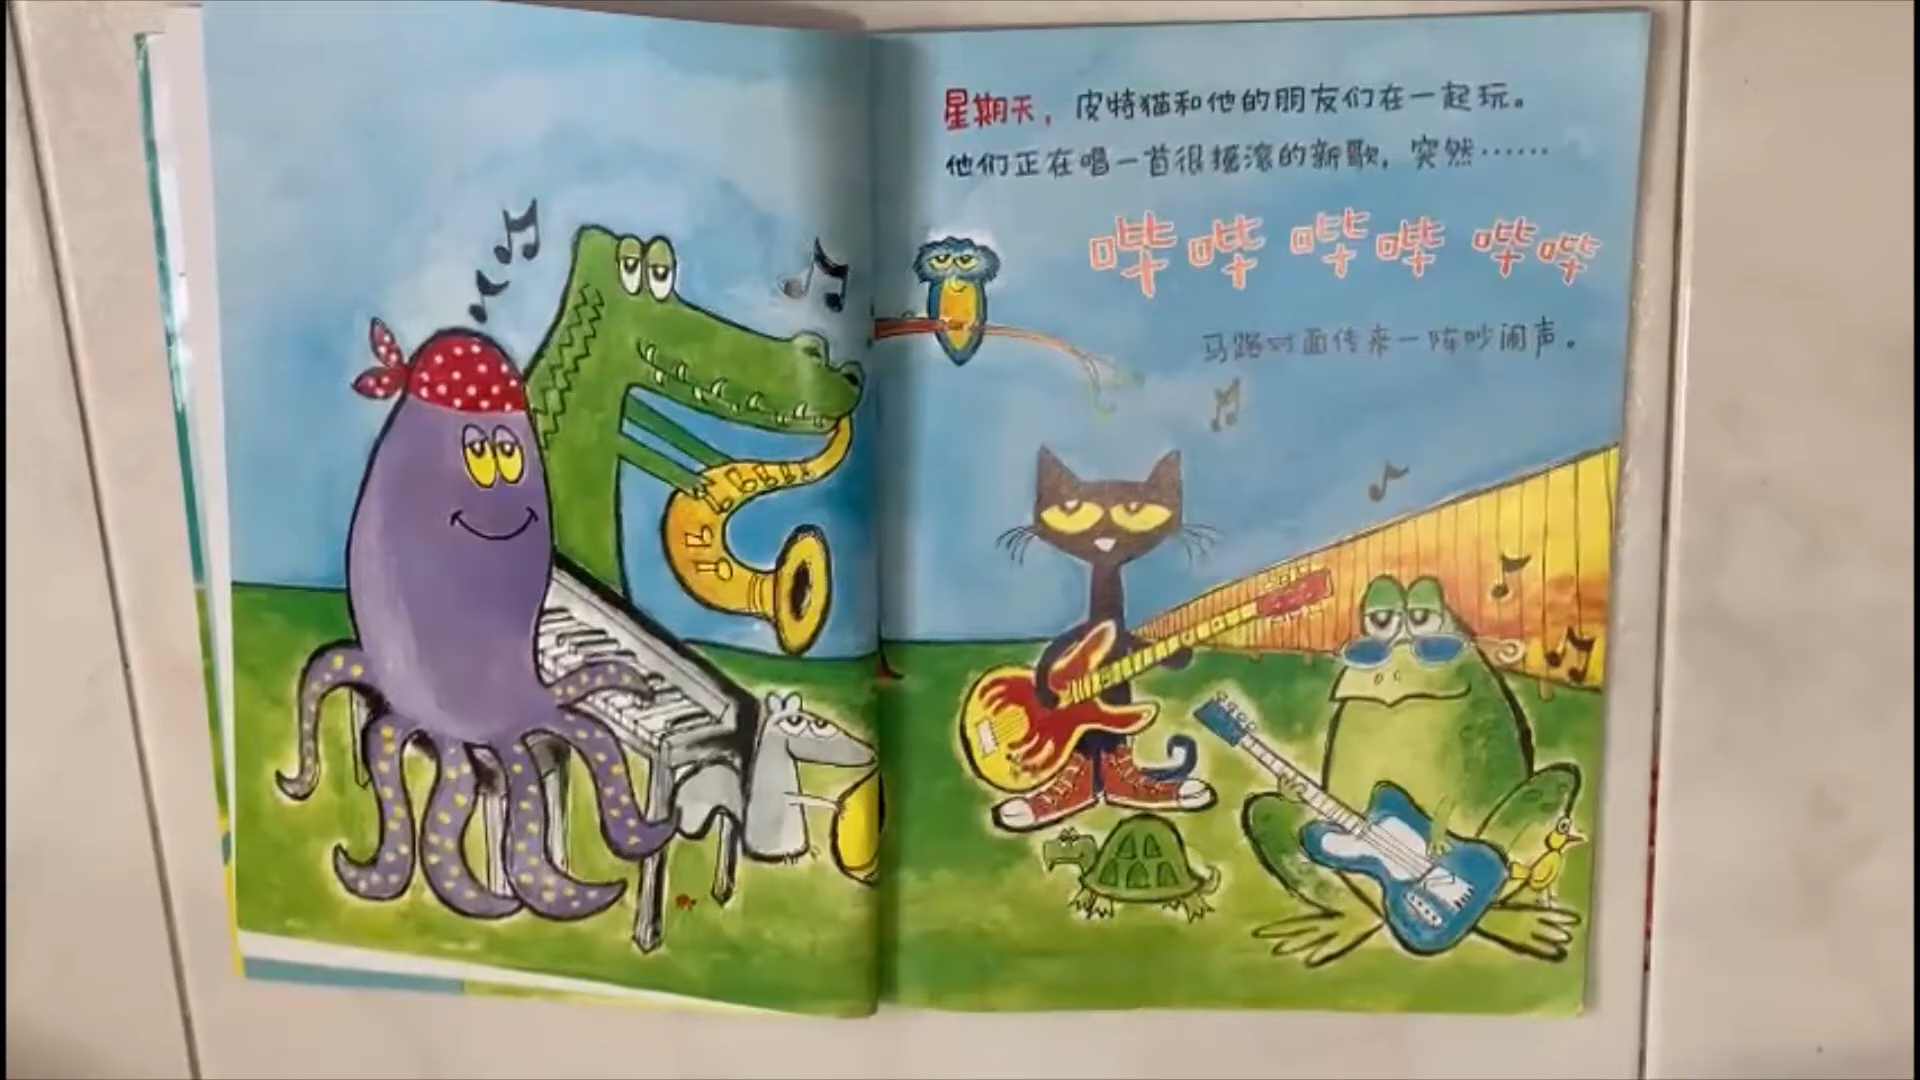 星期天，皮特猫和他的朋友们在一起玩。
他们正在唱一首很摇滚的新歌，突然……
哔哔 哔哔 哔哔
马路对面传来一阵吵闹声。